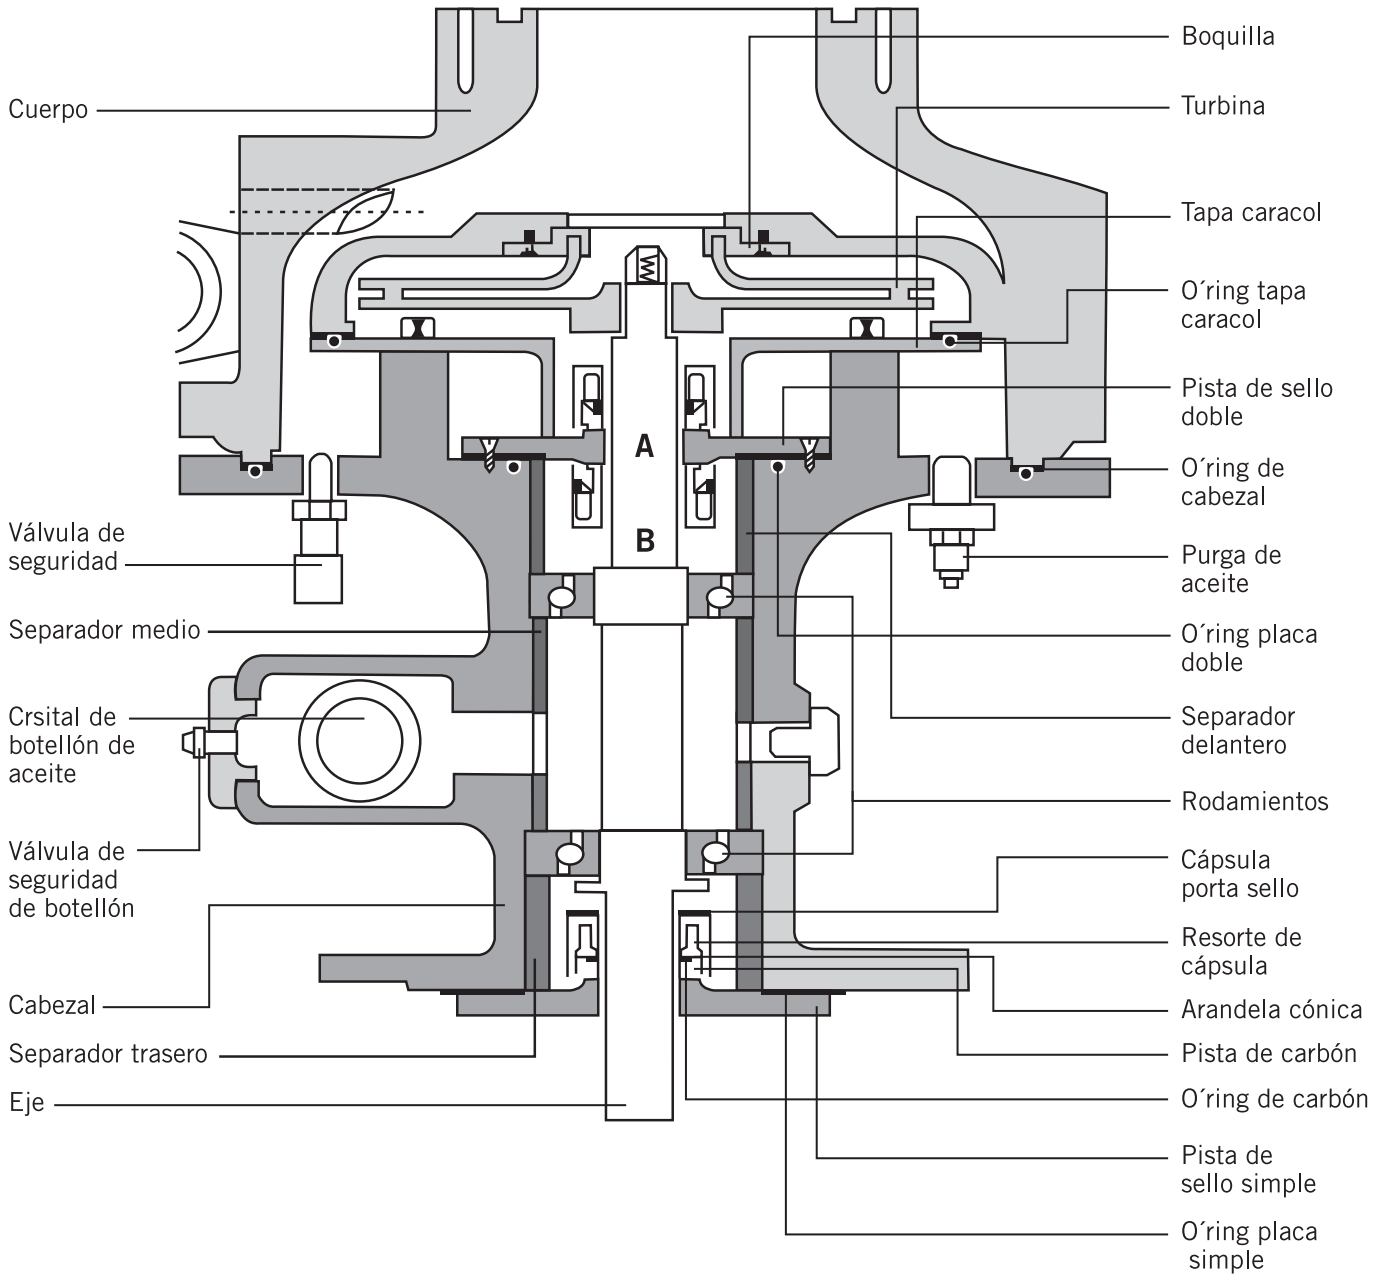 Cuerpo
Válvula de
seguridad
Separador medio
Crsital de
botellón de
aceite
Válvula de
seguridad
de botellón
Cabezal
Separador trasero
Eje
A
B
Boquilla
Turbina
Tapa caracol
O´ring tapa
caracol
Pista de sello
doble
O´ring de
cabezal
Purga de
aceite
O´ring placa
doble
Separador
delantero
Rodamientos
Cápsula
porta sello
Resorte de
cápsula
Arandela cónica
Pista de carbón
O´ring de carbón
Pista de
sello simple
O´ring placa
simple